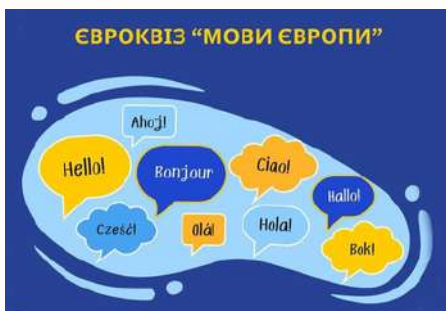 ЄВРОКВІЗ “МОВИ ЄВРОПИ”
Ahoj!
Hello!
Bonjour
Ciao!
Hallo!
Cześć!
Olá!
Hola!
Bok!